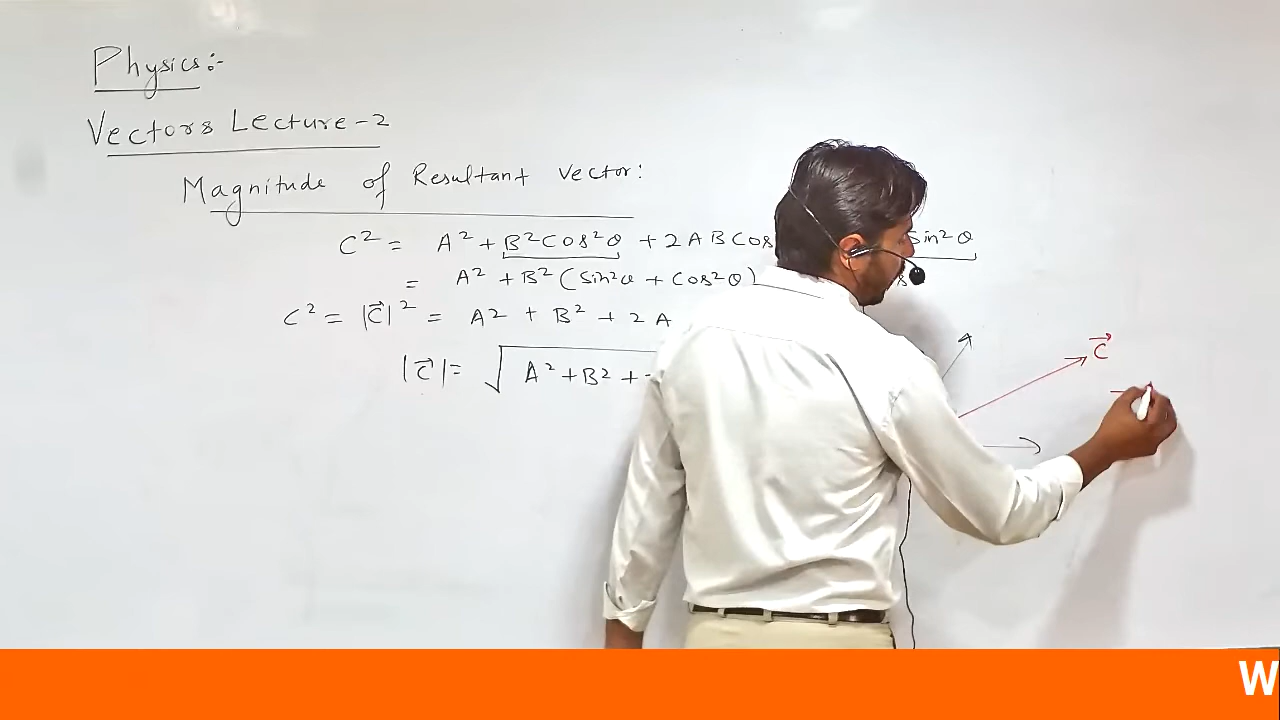 Physics:-
Vectors Lecture-2
Magnitude of Resultant Vector:
C² = A² + B²Cos²θ + 2ABCos Sin²θ
= A² + B²(Sin²θ + Cos²θ)
C² = |C⃗|² = A² + B² + 2A
|C⃗| = √A²+B²+
C⃗
W